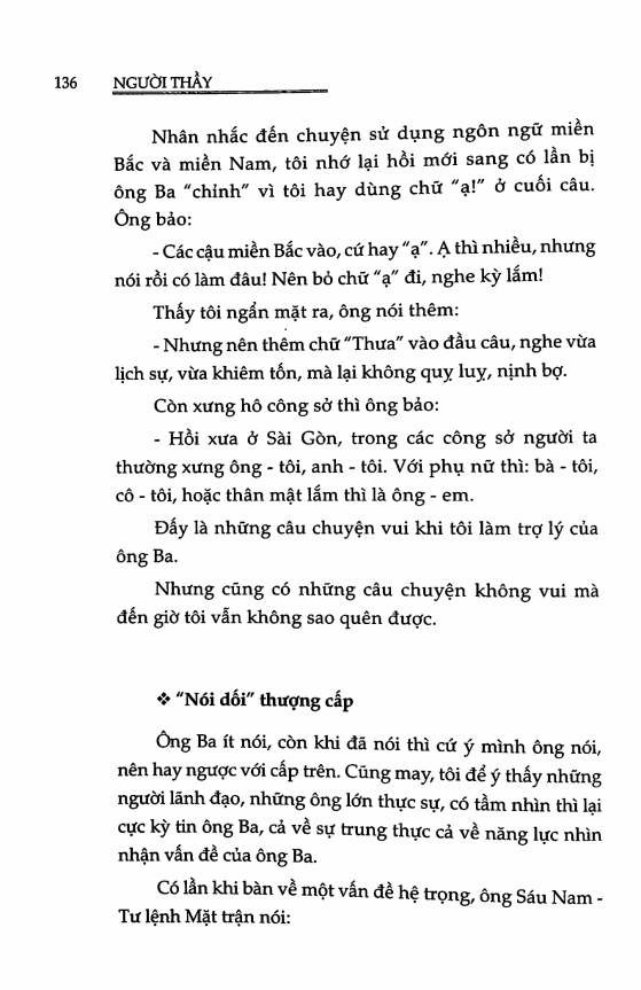 136 NGƯỜI THẦY
Nhân nhắc đến chuyện sử dụng ngôn ngữ miền
Bắc và miền Nam, tôi nhớ lại hồi mới sang có lần bị
ông Ba "chỉnh" vì tôi hay dùng chữ "ạ!" ở cuối câu.
Ông bảo:
- Các cậu miền Bắc vào, cứ hay "ạ". Ạ thì nhiều, nhưng
nói rồi có làm đâu! Nên bỏ chữ "ạ" đi, nghe kỳ lắm!
Thấy tôi ngẩn mặt ra, ông nói thêm:
- Nhưng nên thêm chữ "Thưa" vào đầu câu, nghe vừa
lịch sự, vừa khiêm tốn, mà lại không quỵ luỵ, nịnh bợ.
Còn xưng hô công sở thì ông bảo:
- Hồi xưa ở Sài Gòn, trong các công sở người ta
thường xưng ông - tôi, anh - tôi. Với phụ nữ thì: bà - tôi,
cô - tôi, hoặc thân mật lắm thì là ông - em.
Đấy là những câu chuyện vui khi tôi làm trợ lý của
ông Ba.
Nhưng cũng có những câu chuyện không vui mà
đến giờ tôi vẫn không sao quên được.
❖ "Nói dối" thượng cấp
Ông Ba ít nói, còn khi đã nói thì cứ ý mình ông nói,
nên hay ngược với cấp trên. Cũng may, tôi để ý thấy những
người lãnh đạo, những ông lớn thực sự, có tầm nhìn thì lại
cực kỳ tin ông Ba, cả về sự trung thực cả về năng lực nhìn
nhận vấn đề của ông Ba.
Có lần khi bàn về một vấn đề hệ trọng, ông Sáu Nam -
Tư lệnh Mặt trận nói: